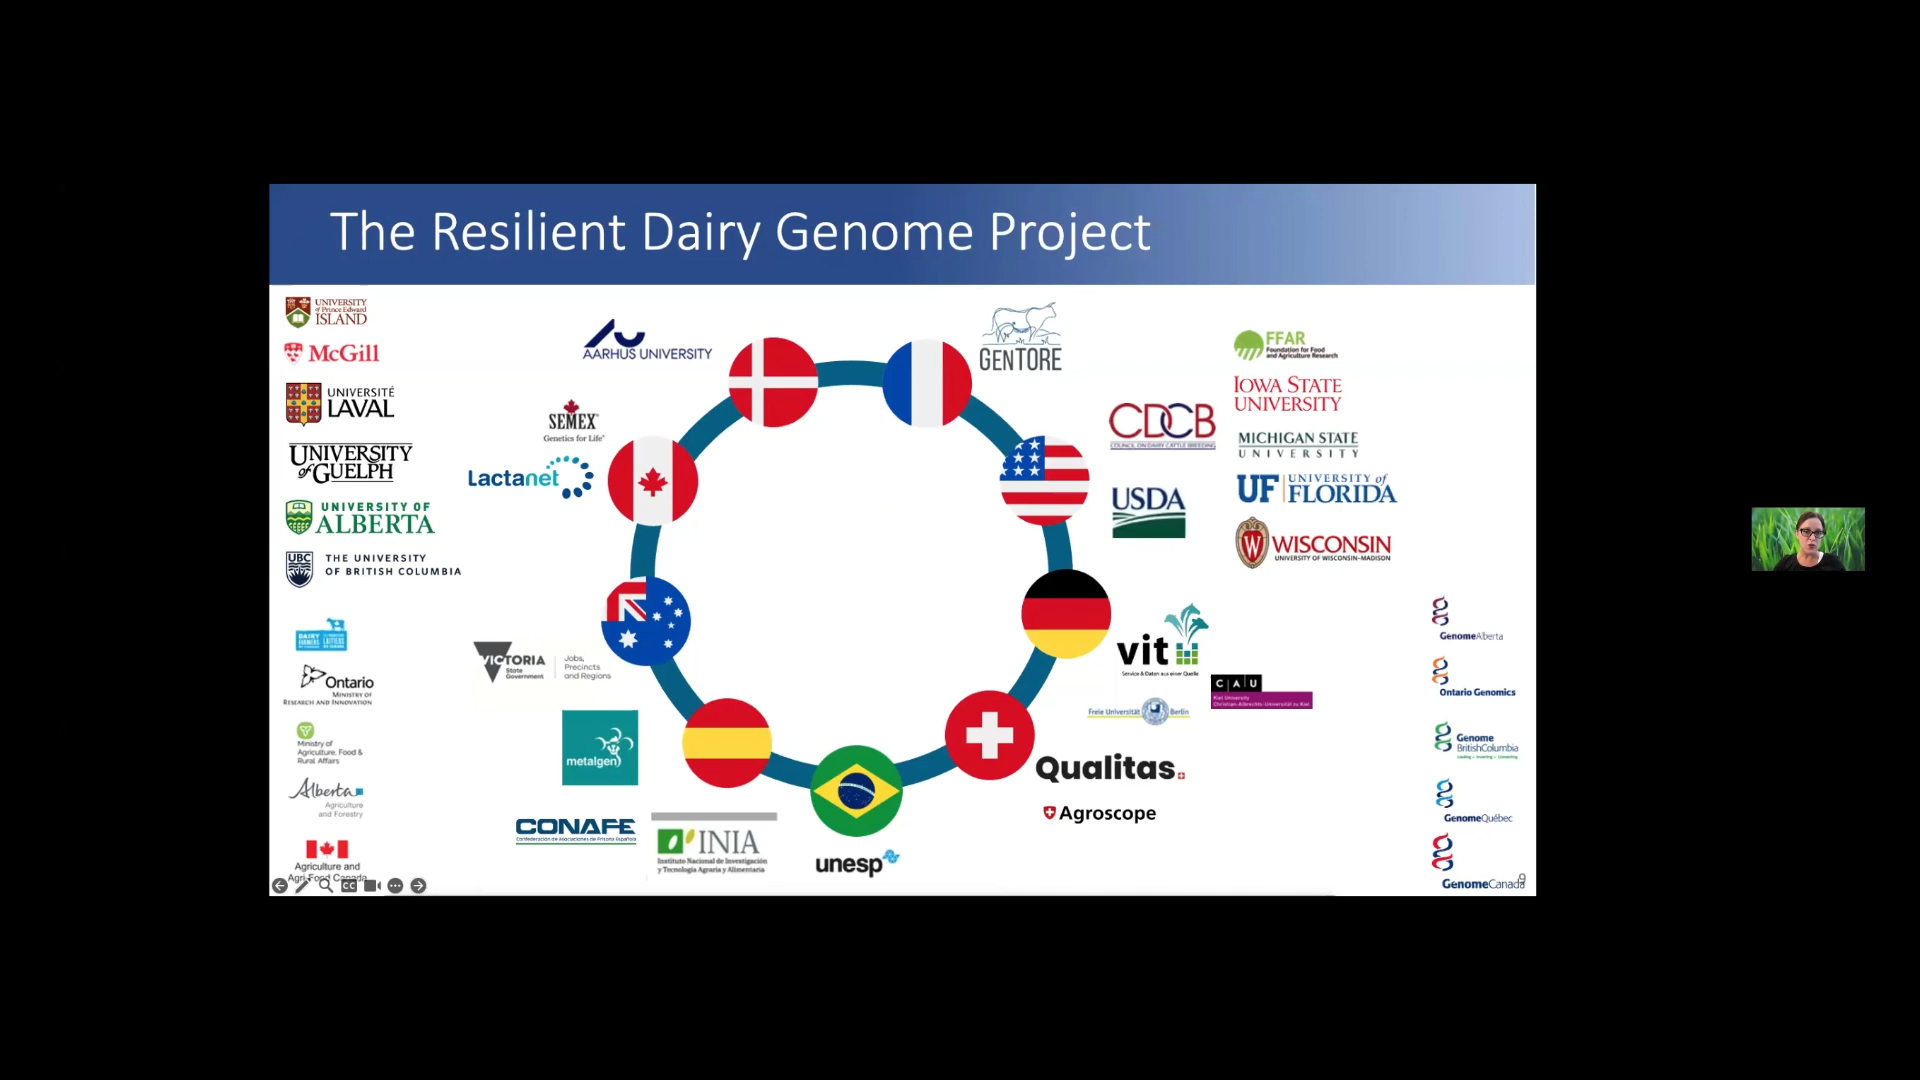 The Resilient Dairy Genome Project
UNIVERSITY
of Prince Edward
ISLAND
McGill
UNIVERSITÉ
LAVAL
UNIVERSITY
of GUELPH
UNIVERSITY OF
ALBERTA
UBC
THE UNIVERSITY
OF BRITISH COLUMBIA
DAIRY
FARMERS
Ontario
MINISTRY OF
RESEARCH AND INNOVATION
Ministry of
Agriculture, Food &
Rural Affairs
Alberta
Agriculture
and Forestry
Agriculture and
Agri-Food Canada
AARHUS UNIVERSITY
SEMEX
Genetics for Life
Lactanet
VICTORIA
State
Government
Jobs,
Precincts
and Regions
metalgen
CONAFE
Confederación de Asociaciones de Frisona Española
INIA
Instituto Nacional de Investigación
y Tecnología Agraria y Alimentaria
unesp
GENTORE
CDCB
COUNCIL ON DAIRY CATTLE BREEDING
USDA
FFAR
Foundation for Food
and Agriculture Research
IOWA STATE
UNIVERSITY
MICHIGAN STATE
UNIVERSITY
UF UNIVERSITY of
FLORIDA
W
WISCONSIN
UNIVERSITY OF WISCONSIN-MADISON
vit
Service & Daten aus einer Quelle
CAU
Kiel University
Christian-Albrechts-Universität zu Kiel
Freie Universität Berlin
Qualitas
Agroscope
GenomeAlberta
Ontario Genomics
Genome
BritishColumbia
GenomeQuébec
GenomeCanada
9
CC